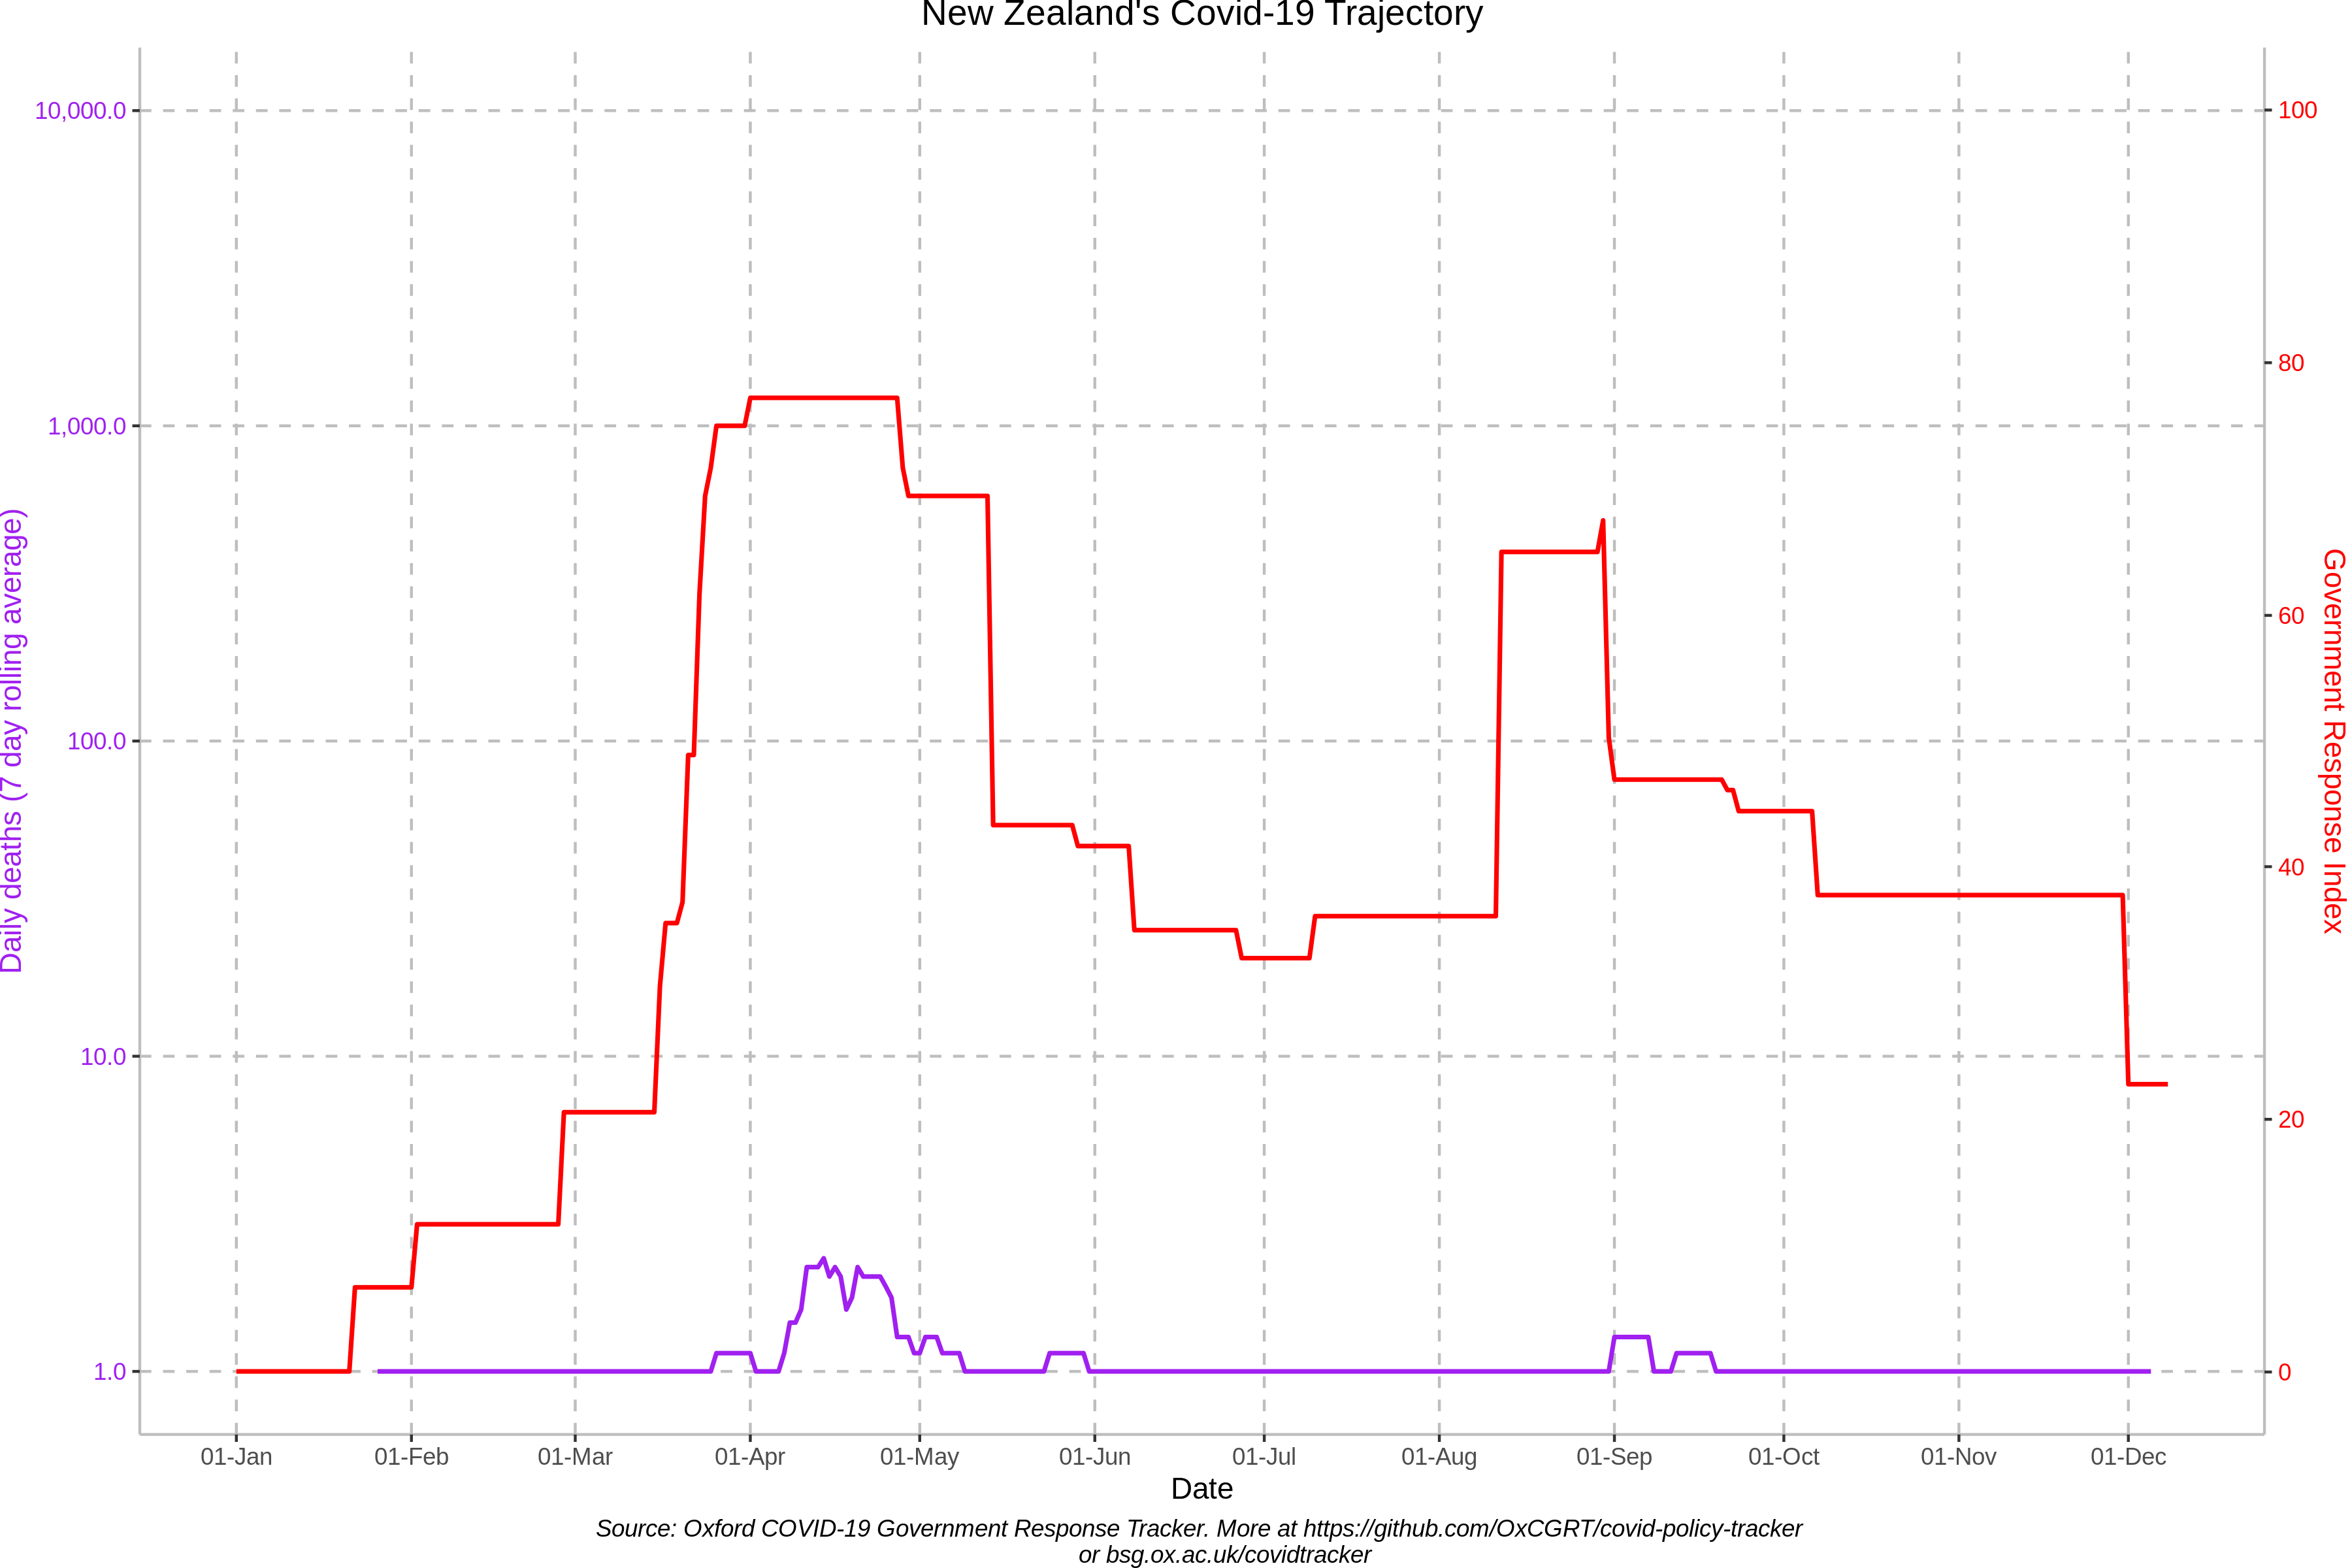 New Zealand's Covid-19 Trajectory
10,000.0
1,000.0
100.0
10.0
1.0
Daily deaths (7 day rolling average)
100
80
60
40
20
0
Government Response Index
01-Jan 01-Feb 01-Mar 01-Apr 01-May 01-Jun 01-Jul 01-Aug 01-Sep 01-Oct 01-Nov 01-Dec
Date
Source: Oxford COVID-19 Government Response Tracker. More at https://github.com/OxCGRT/covid-policy-tracker
or bsg.ox.ac.uk/covidtracker